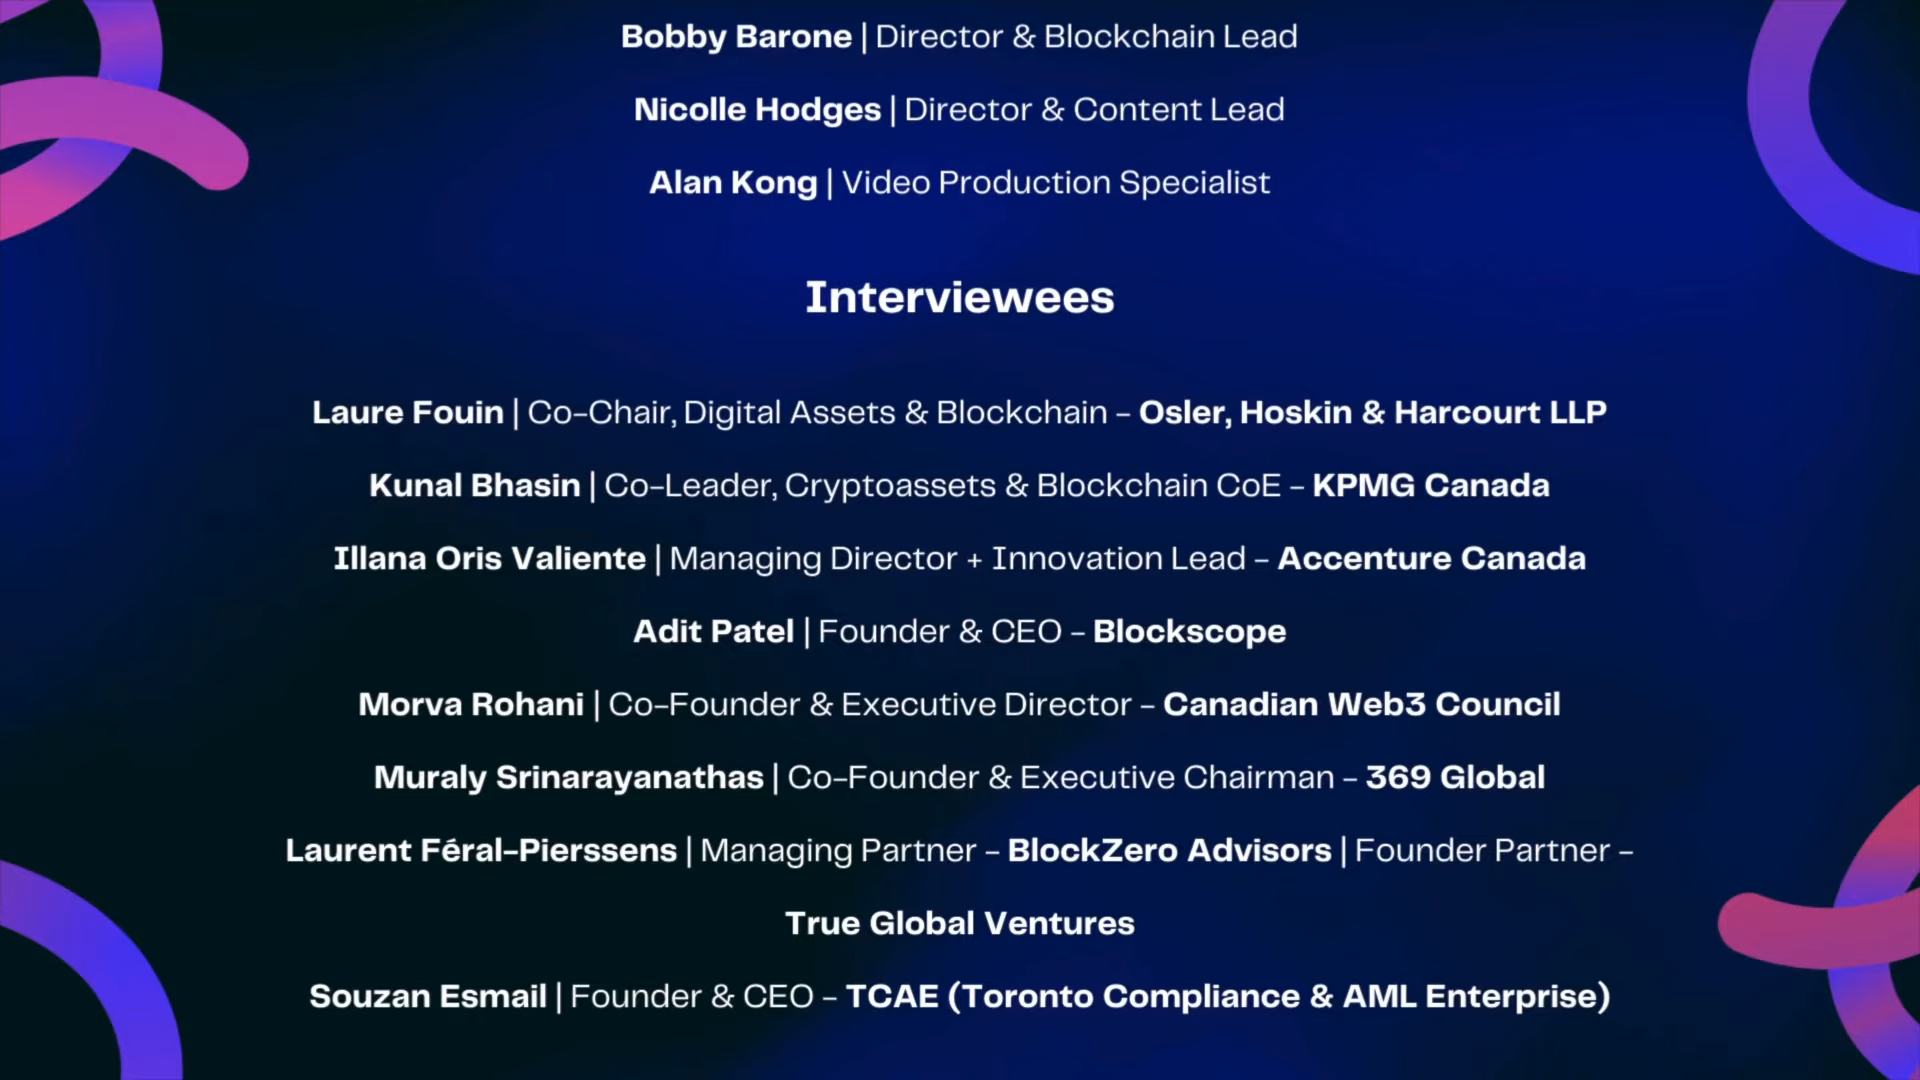 Bobby Barone | Director & Blockchain Lead
Nicolle Hodges | Director & Content Lead
Alan Kong | Video Production Specialist
Interviewees
Laure Fouin | Co-Chair, Digital Assets & Blockchain - Osler, Hoskin & Harcourt LLP
Kunal Bhasin | Co-Leader, Cryptoassets & Blockchain CoE - KPMG Canada
Illana Oris Valiente | Managing Director + Innovation Lead - Accenture Canada
Adit Patel | Founder & CEO - Blockscope
Morva Rohani | Co-Founder & Executive Director - Canadian Web3 Council
Muraly Srinarayanathas | Co-Founder & Executive Chairman - 369 Global
Laurent Féral-Pierssens | Managing Partner - BlockZero Advisors | Founder Partner -
True Global Ventures
Souzan Esmail | Founder & CEO - TCAE (Toronto Compliance & AML Enterprise)